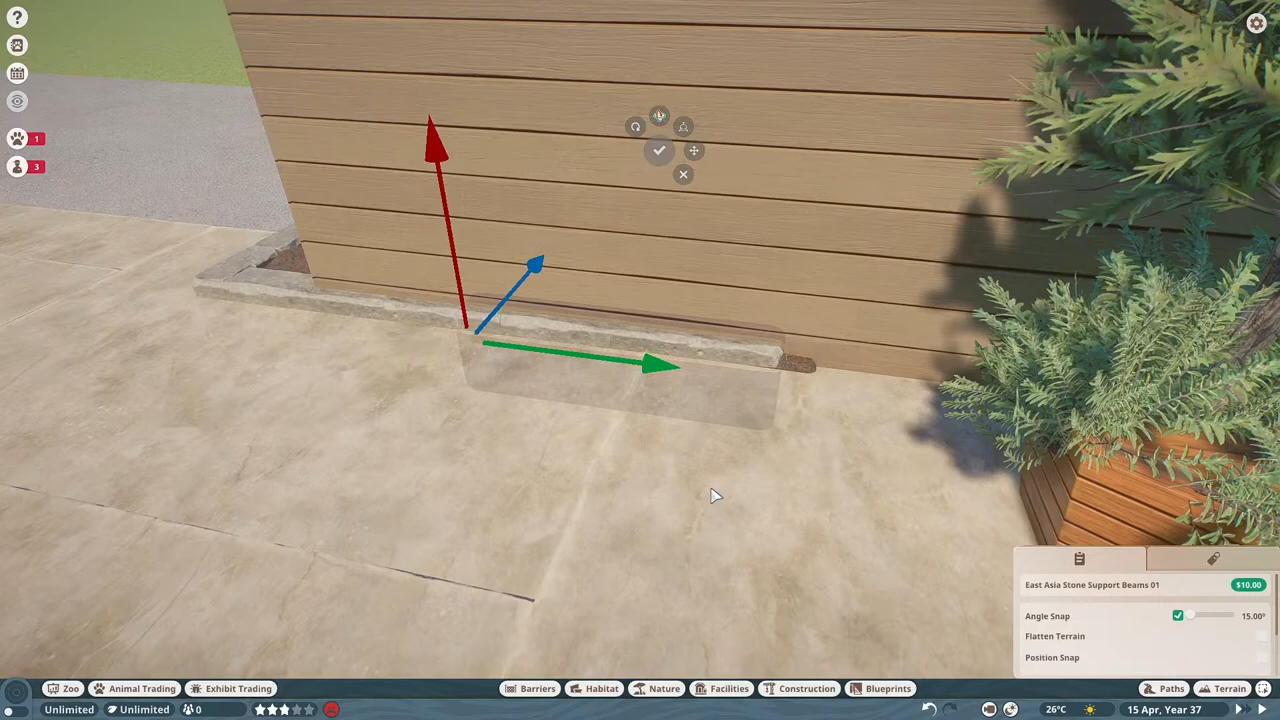 ?
1
3
East Asia Stone Support Beams 01 $10.00
Angle Snap 15.00°
Flatten Terrain
Position Snap
Zoo Animal Trading Exhibit Trading Barriers Habitat Nature Facilities Construction Blueprints Paths Terrain
Unlimited Unlimited 0 26°C 15 Apr, Year 37